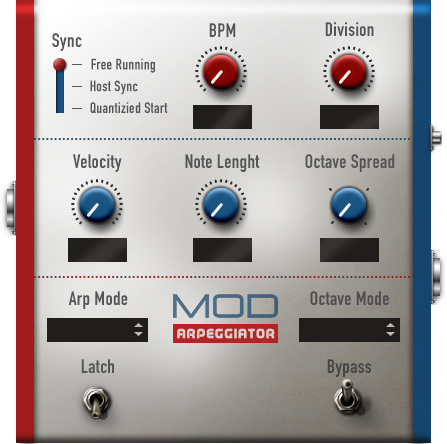 BPM
Division
Sync
Free Running
Host Sync
Quantizied Start
Velocity
Note Lenght
Octave Spread
Arp Mode
MOD
Octave Mode
ARPEGGIATOR
Latch
Bypass